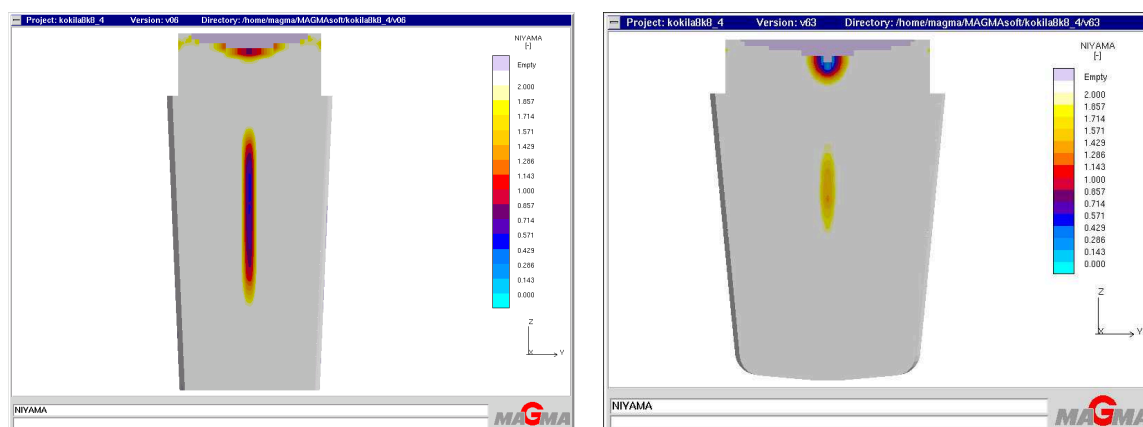 Project: kokila8k8_4 Version: v06 Directory: /home/magma/MAGMAsoft/kokila8k8_4/v06
NIYAMA
[-]
Empty
2.000
1.857
1.714
1.571
1.429
1.286
1.143
1.000
0.857
0.714
0.571
0.429
0.286
0.143
0.000
Z
X
Y
NIYAMA
MAGMA
Project: kokila8k8_4 Version: v63 Directory: /home/magma/MAGMAsoft/kokila8k8_4/v63
NIYAMA
[-]
Empty
2.000
1.857
1.714
1.571
1.429
1.286
1.143
1.000
0.857
0.714
0.571
0.429
0.286
0.143
0.000
Z
X
Y
NIYAMA
MAGMA